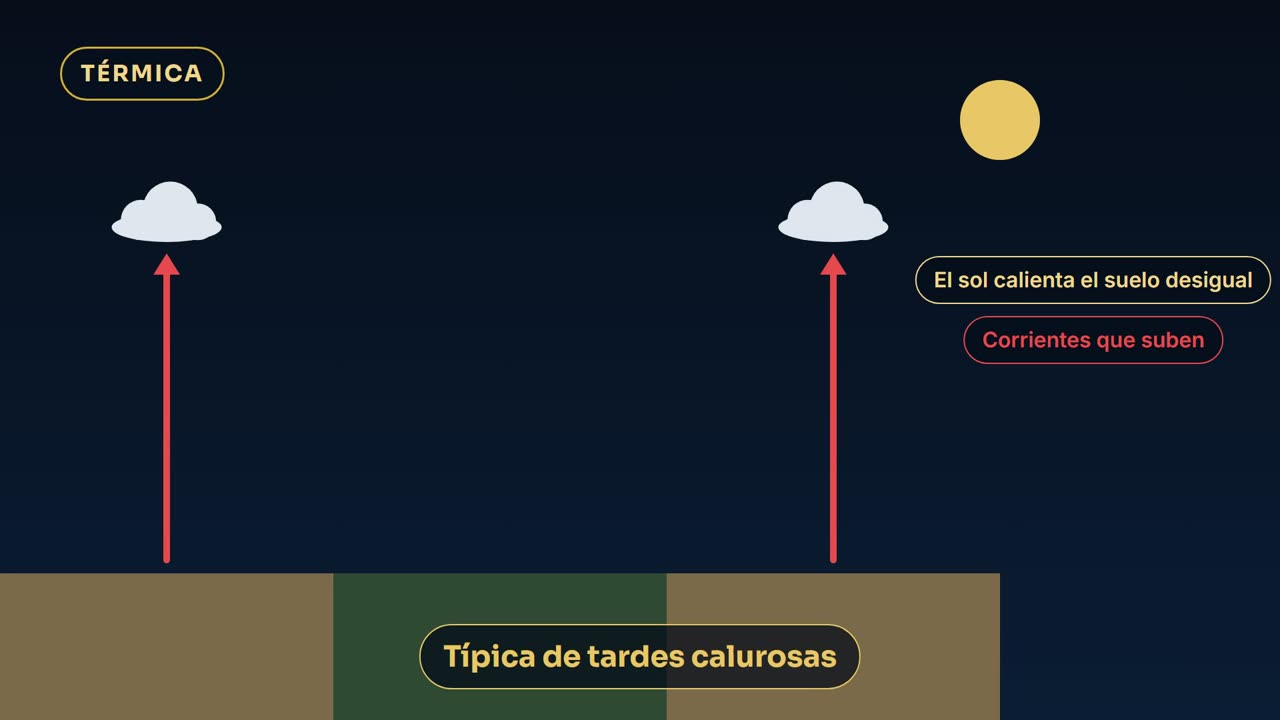 TÉRMICA
El sol calienta el suelo desigual
Corrientes que suben
Típica de tardes calurosas